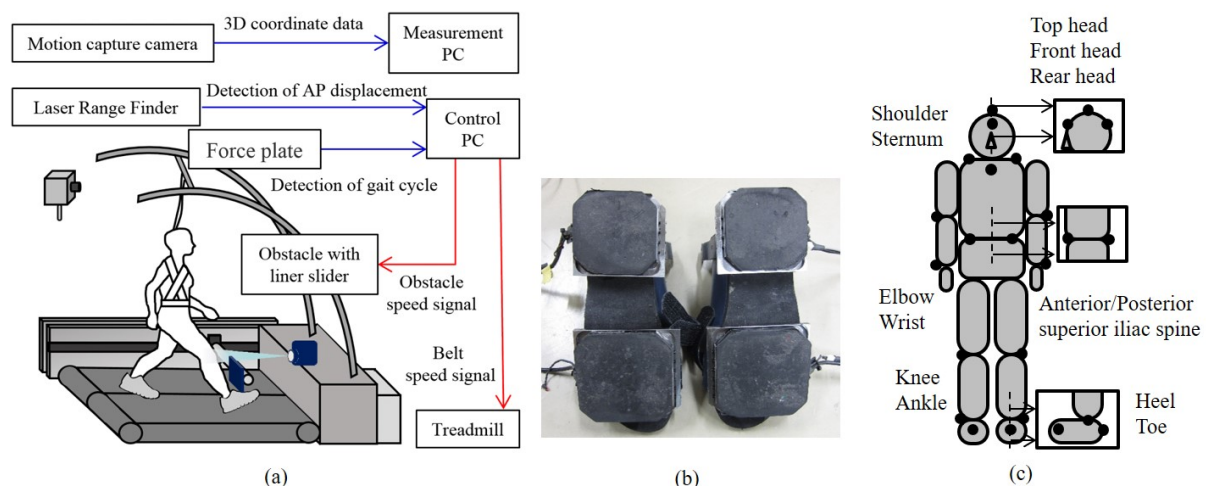 Motion capture camera
3D coordinate data
Measurement
PC
Laser Range Finder
Detection of AP displacement
Control
PC
Force plate
Detection of gait cycle
Obstacle with
liner slider
Obstacle
speed signal
Belt
speed signal
Treadmill
(a)
(b)
Top head
Front head
Rear head
Shoulder
Sternum
Elbow
Wrist
Anterior/Posterior
superior iliac spine
Knee
Ankle
Heel
Toe
(c)